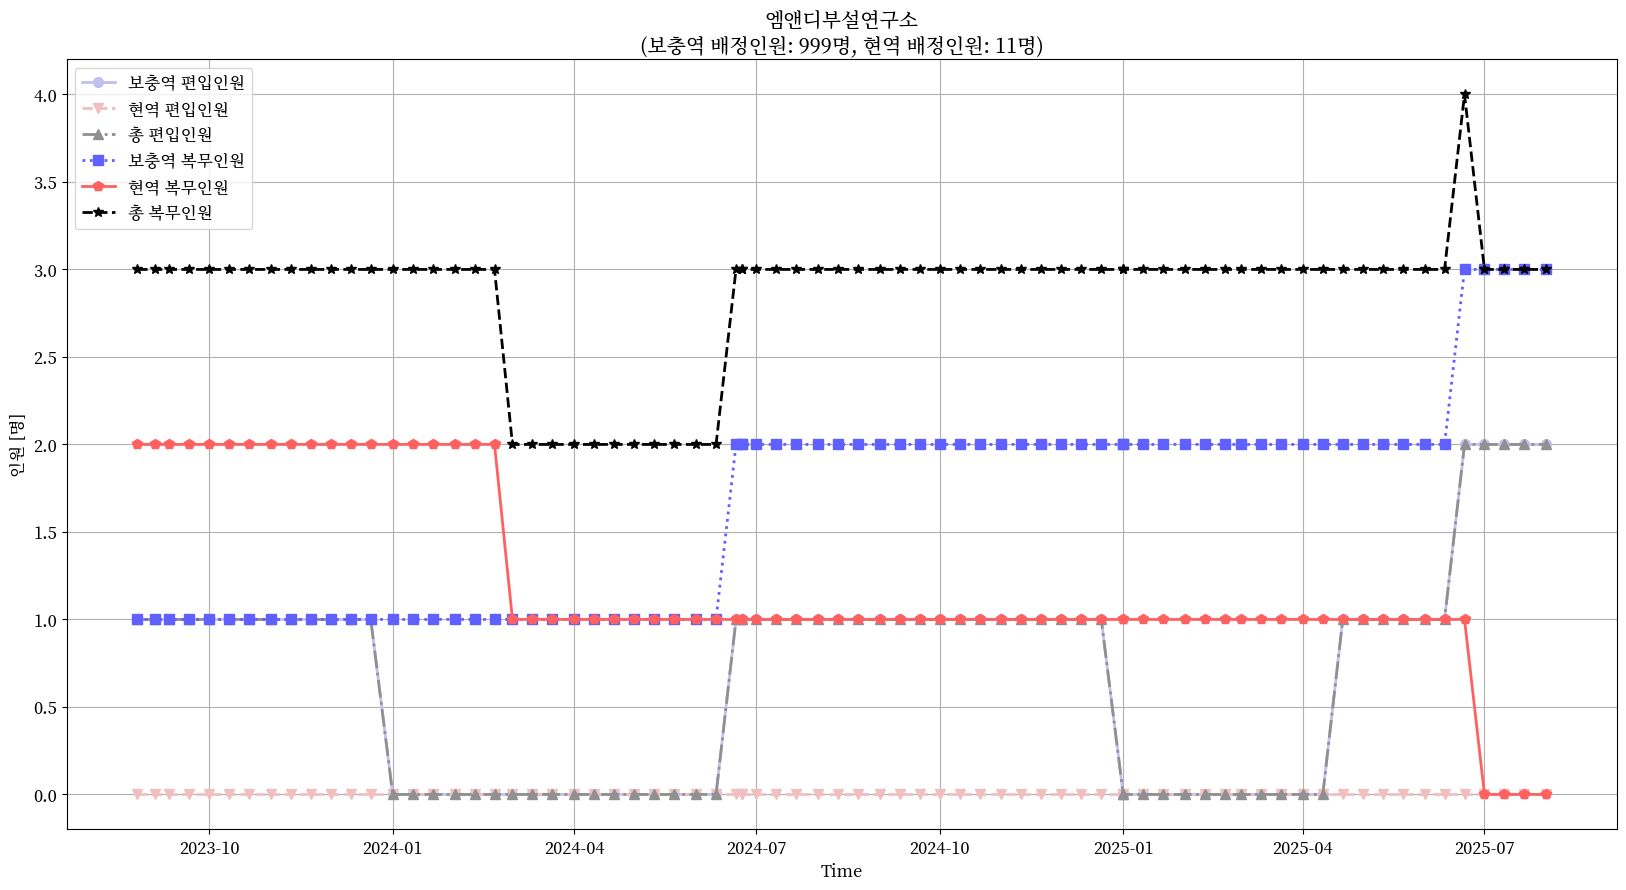 엠앤디부설연구소
(보충역 배정인원: 999명, 현역 배정인원: 11명)
보충역 편입인원
현역 편입인원
총 편입인원
보충역 복무인원
현역 복무인원
총 복무인원
인원 [명]
4.0
3.5
3.0
2.5
2.0
1.5
1.0
0.5
0.0
2023-10
2024-01
2024-04
2024-07
2024-10
2025-01
2025-04
2025-07
Time